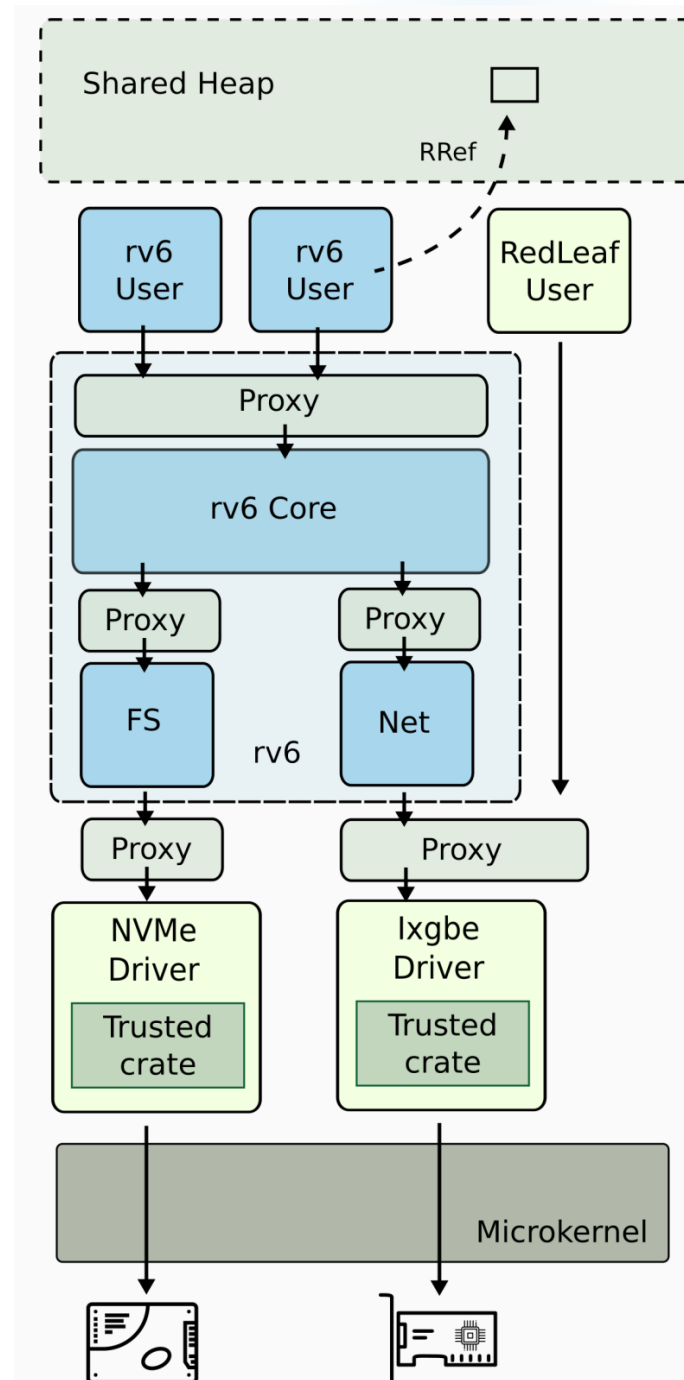 Shared Heap
RRef
rv6
User
rv6
User
RedLeaf
User
Proxy
rv6 Core
Proxy
Proxy
FS
Net
rv6
Proxy
Proxy
NVMe
Driver
Ixgbe
Driver
Trusted
crate
Trusted
crate
Microkernel